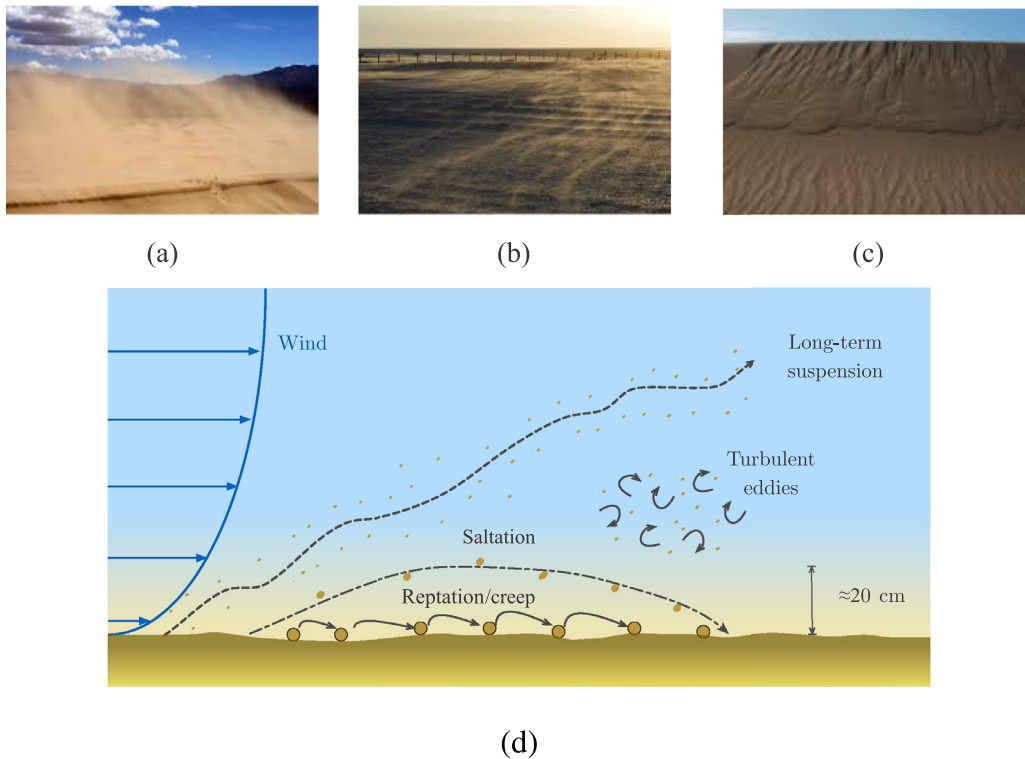 (a)
(b)
(c)
Wind
Long-term
suspension
Turbulent
eddies
Saltation
Reptation/creep
≈20 cm
(d)